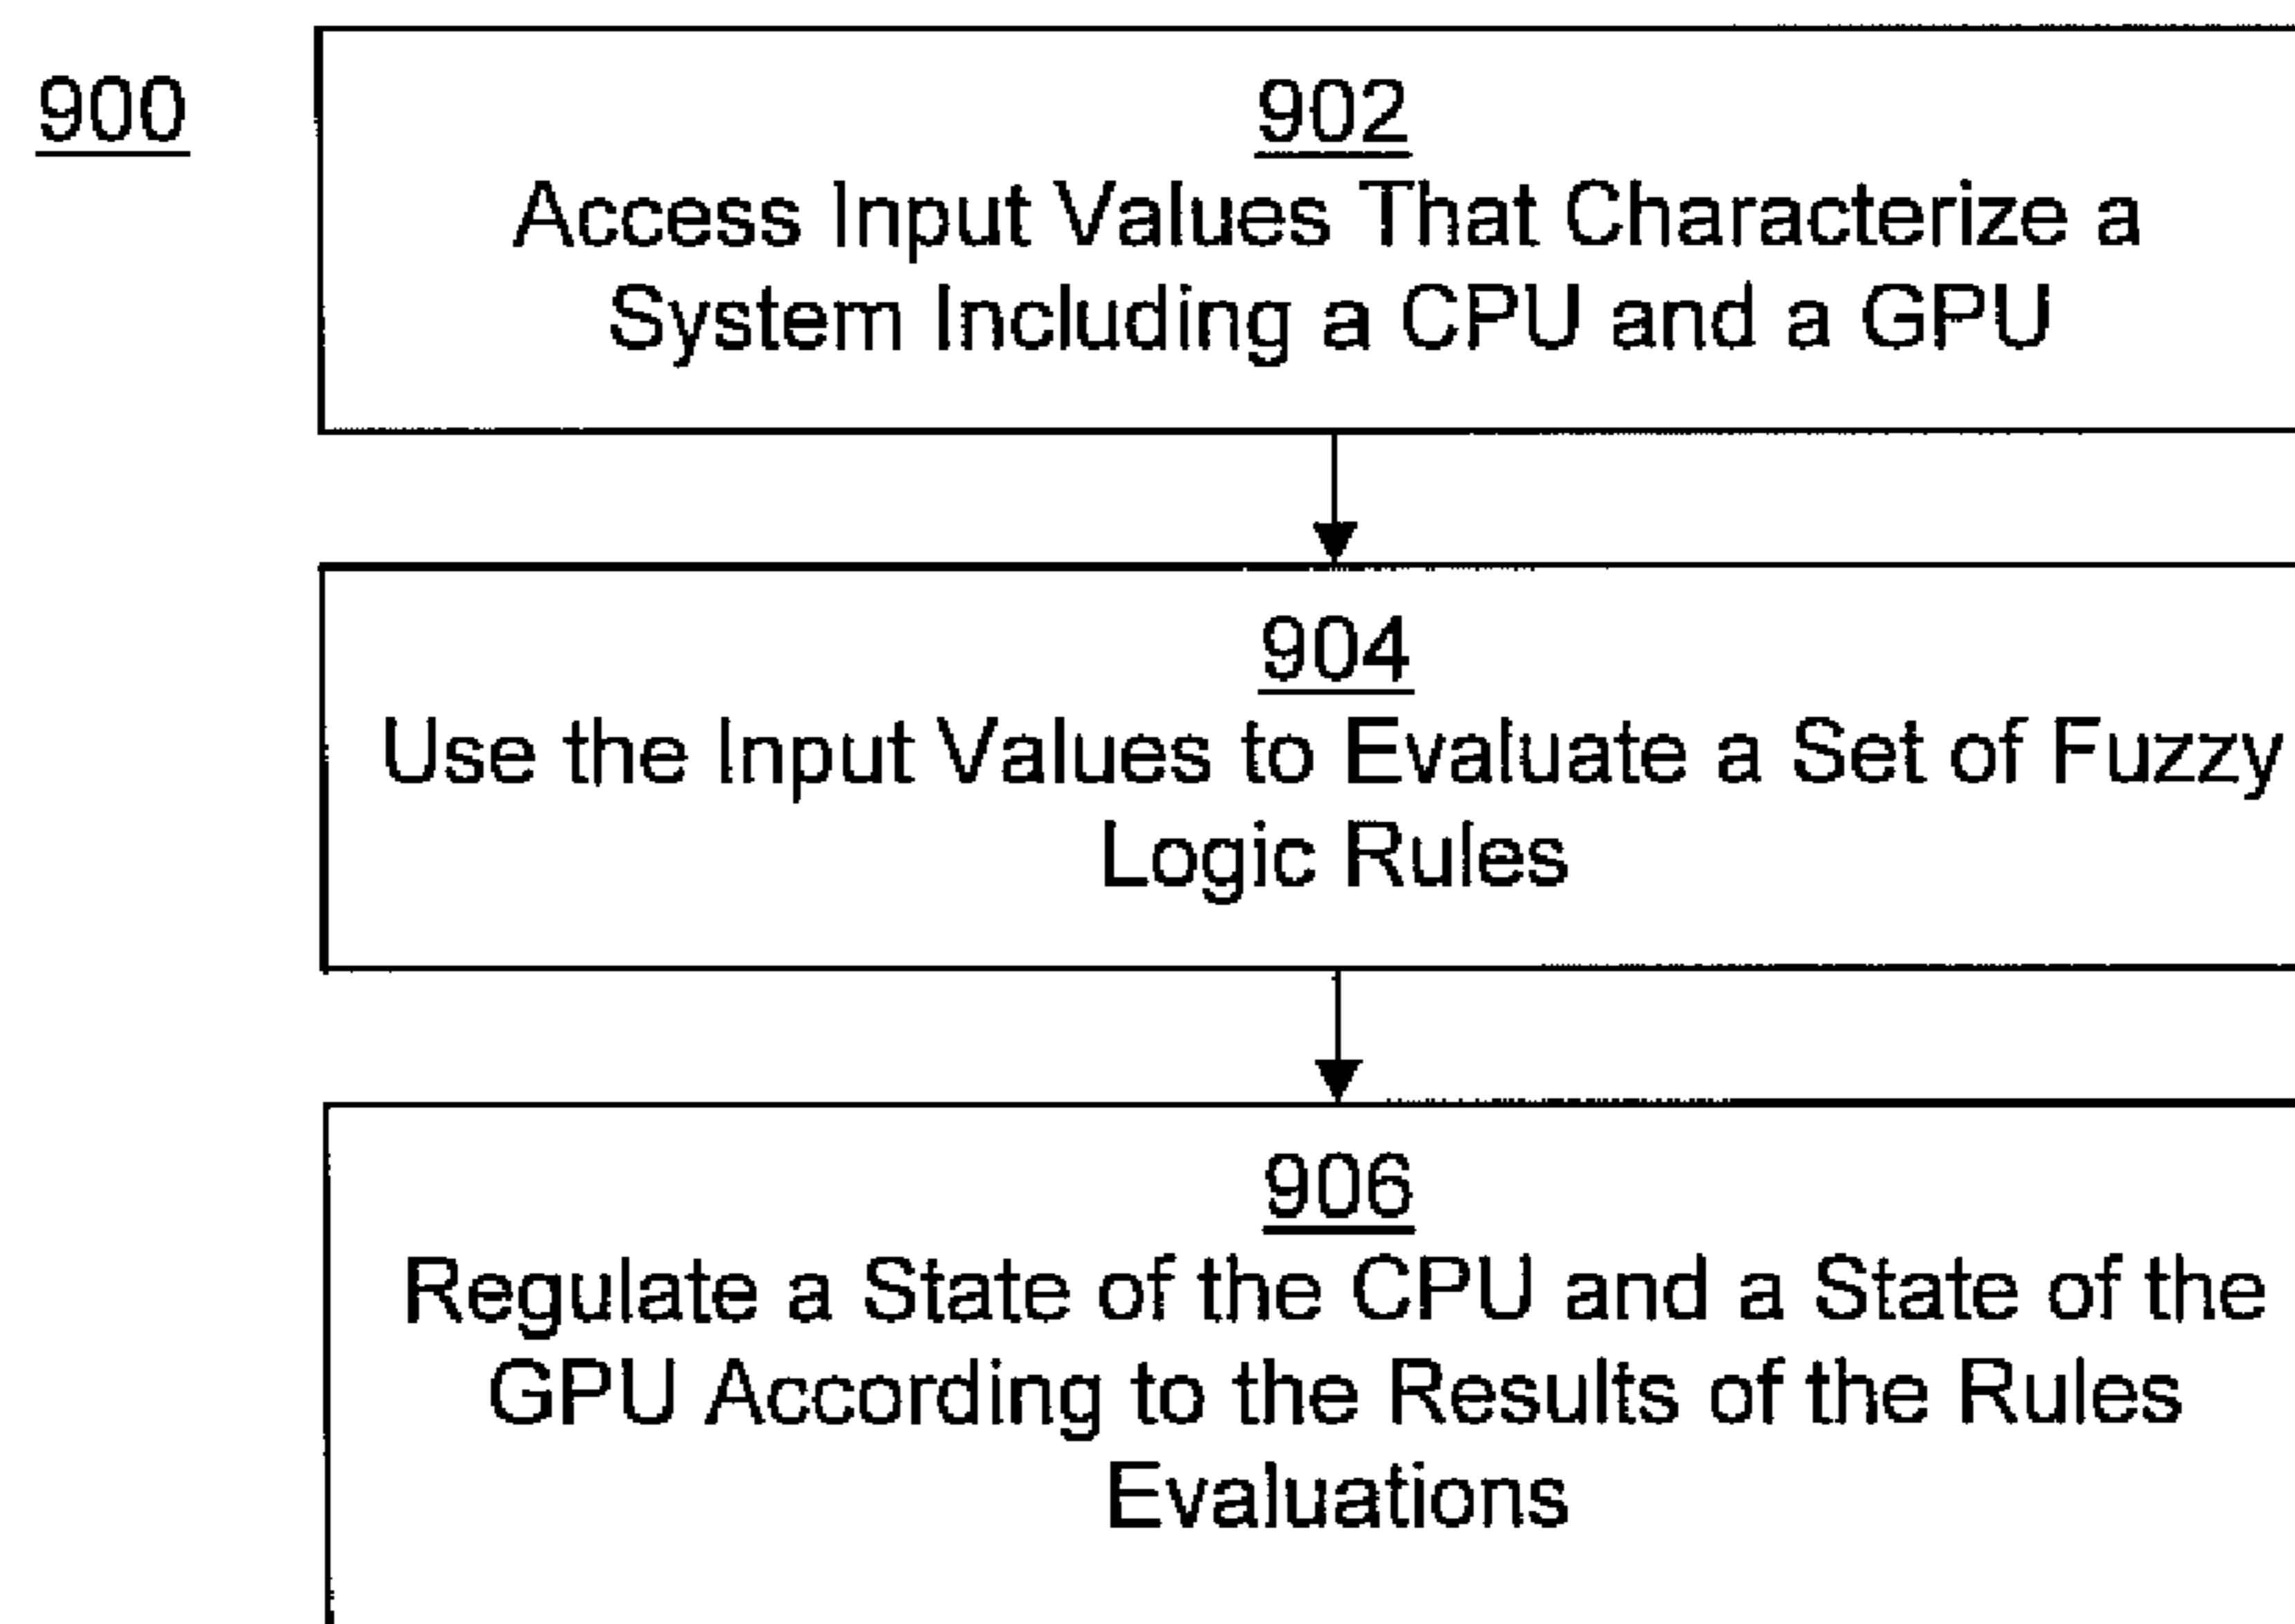 900
902
Access Input Values That Characterize a
System Including a CPU and a GPU
904
Use the Input Values to Evaluate a Set of Fuzzy
Logic Rules
906
Regulate a State of the CPU and a State of the
GPU According to the Results of the Rules
Evaluations